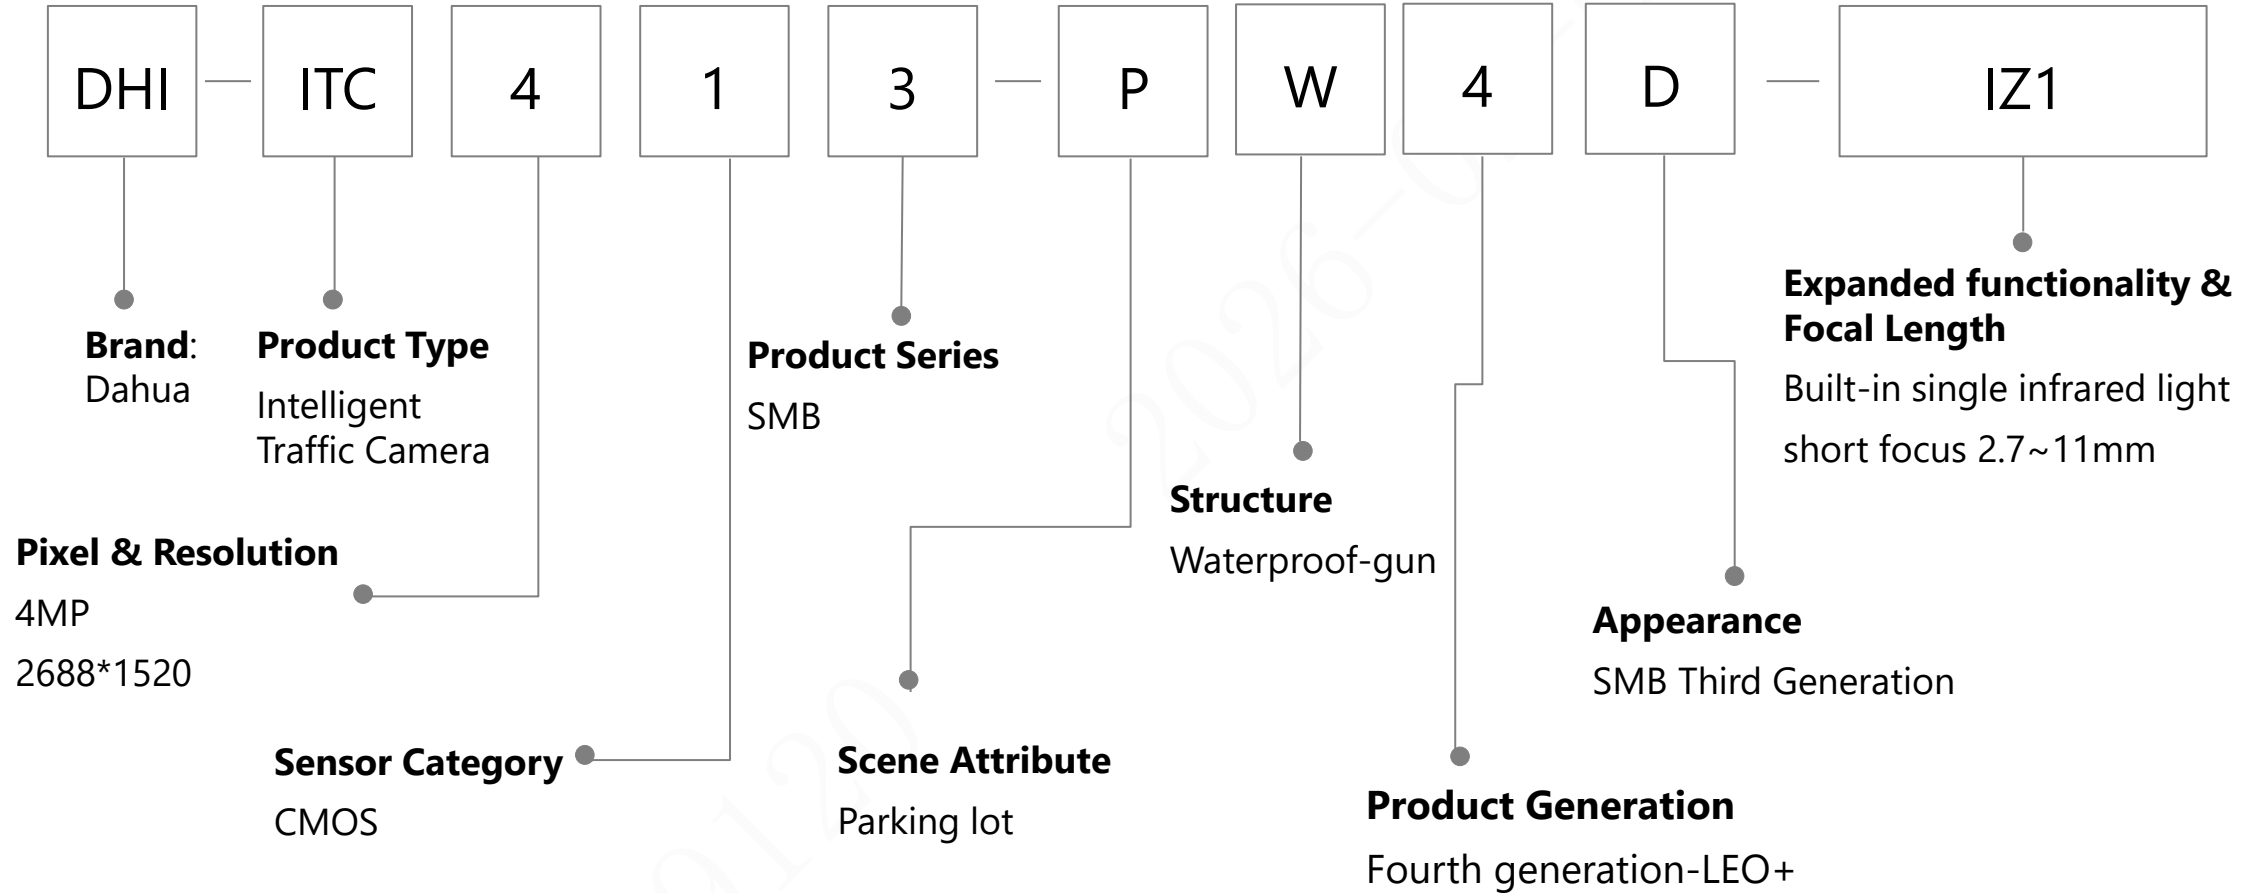 DHI — ITC 4 1 3 — P W 4 D — IZ1
Brand:
Dahua
Product Type
Intelligent
Traffic Camera
Pixel & Resolution
4MP
2688*1520
Sensor Category
CMOS
Product Series
SMB
Scene Attribute
Parking lot
Structure
Waterproof-gun
Product Generation
Fourth generation-LEO+
Appearance
SMB Third Generation
Expanded functionality &
Focal Length
Built-in single infrared light
short focus 2.7~11mm